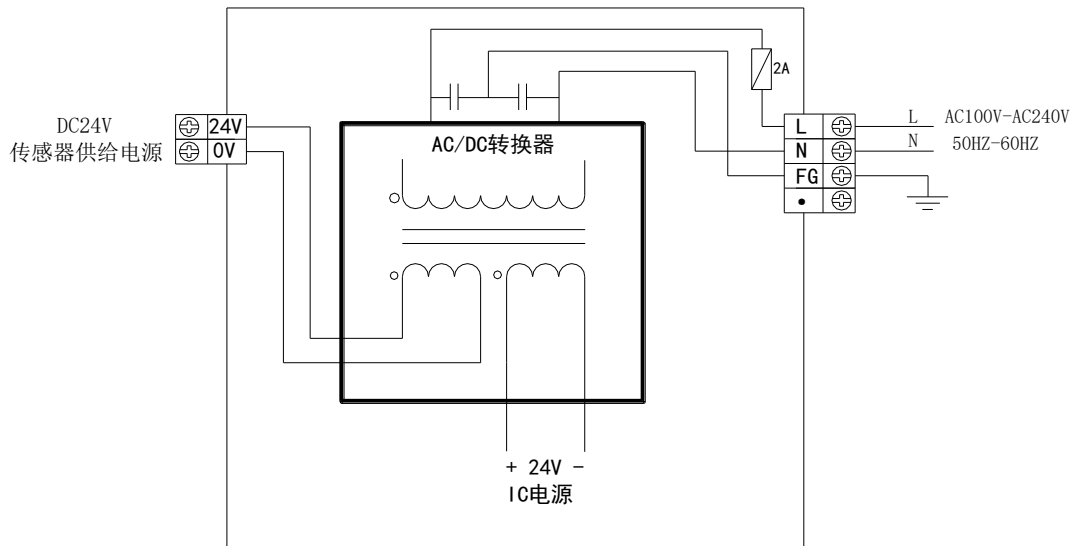 2A
DC24V
传感器供给电源
24V
0V
AC/DC转换器
L
N
FG
•
L
AC100V-AC240V
N
50HZ-60HZ
+ 24V -
IC电源